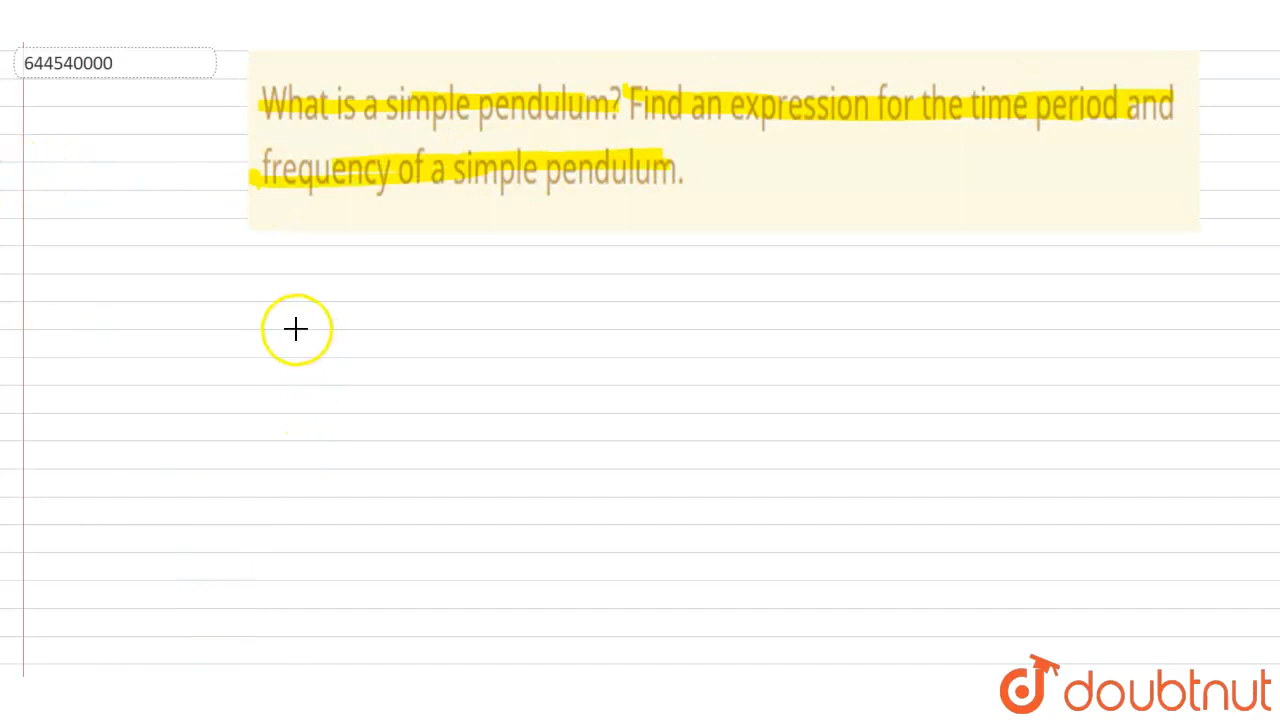 644540000
What is a simple pendulum? Find an expression for the time period and
frequency of a simple pendulum.
doubtnut